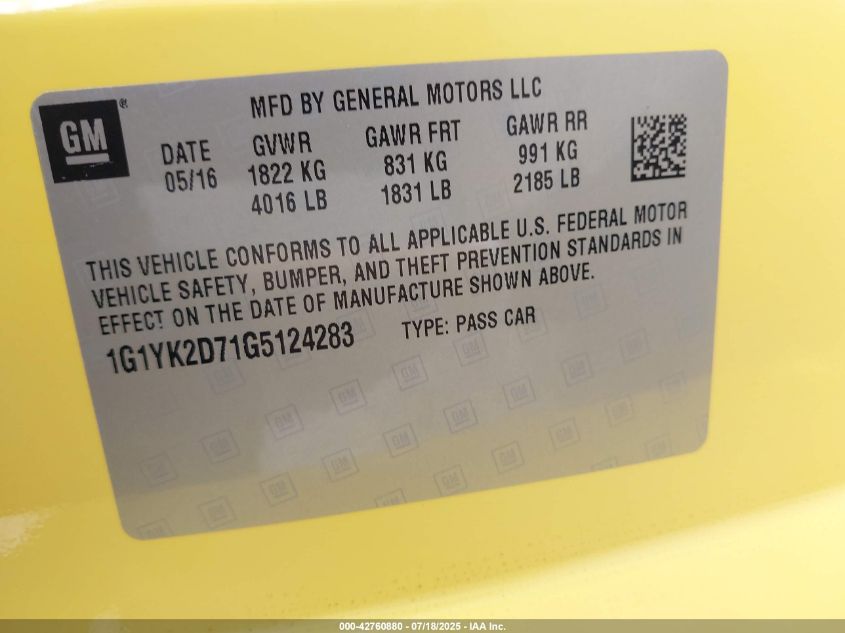 GM ®
MFD BY GENERAL MOTORS LLC
DATE
05/16
GVWR
1822 KG
4016 LB
GAWR FRT
831 KG
1831 LB
GAWR RR
991 KG
2185 LB
THIS VEHICLE CONFORMS TO ALL APPLICABLE U.S. FEDERAL MOTOR
VEHICLE SAFETY, BUMPER, AND THEFT PREVENTION STANDARDS IN
EFFECT ON THE DATE OF MANUFACTURE SHOWN ABOVE.
1G1YK2D71G5124283 TYPE: PASS CAR
000-42760880 - 07/18/2025 - IAA Inc.